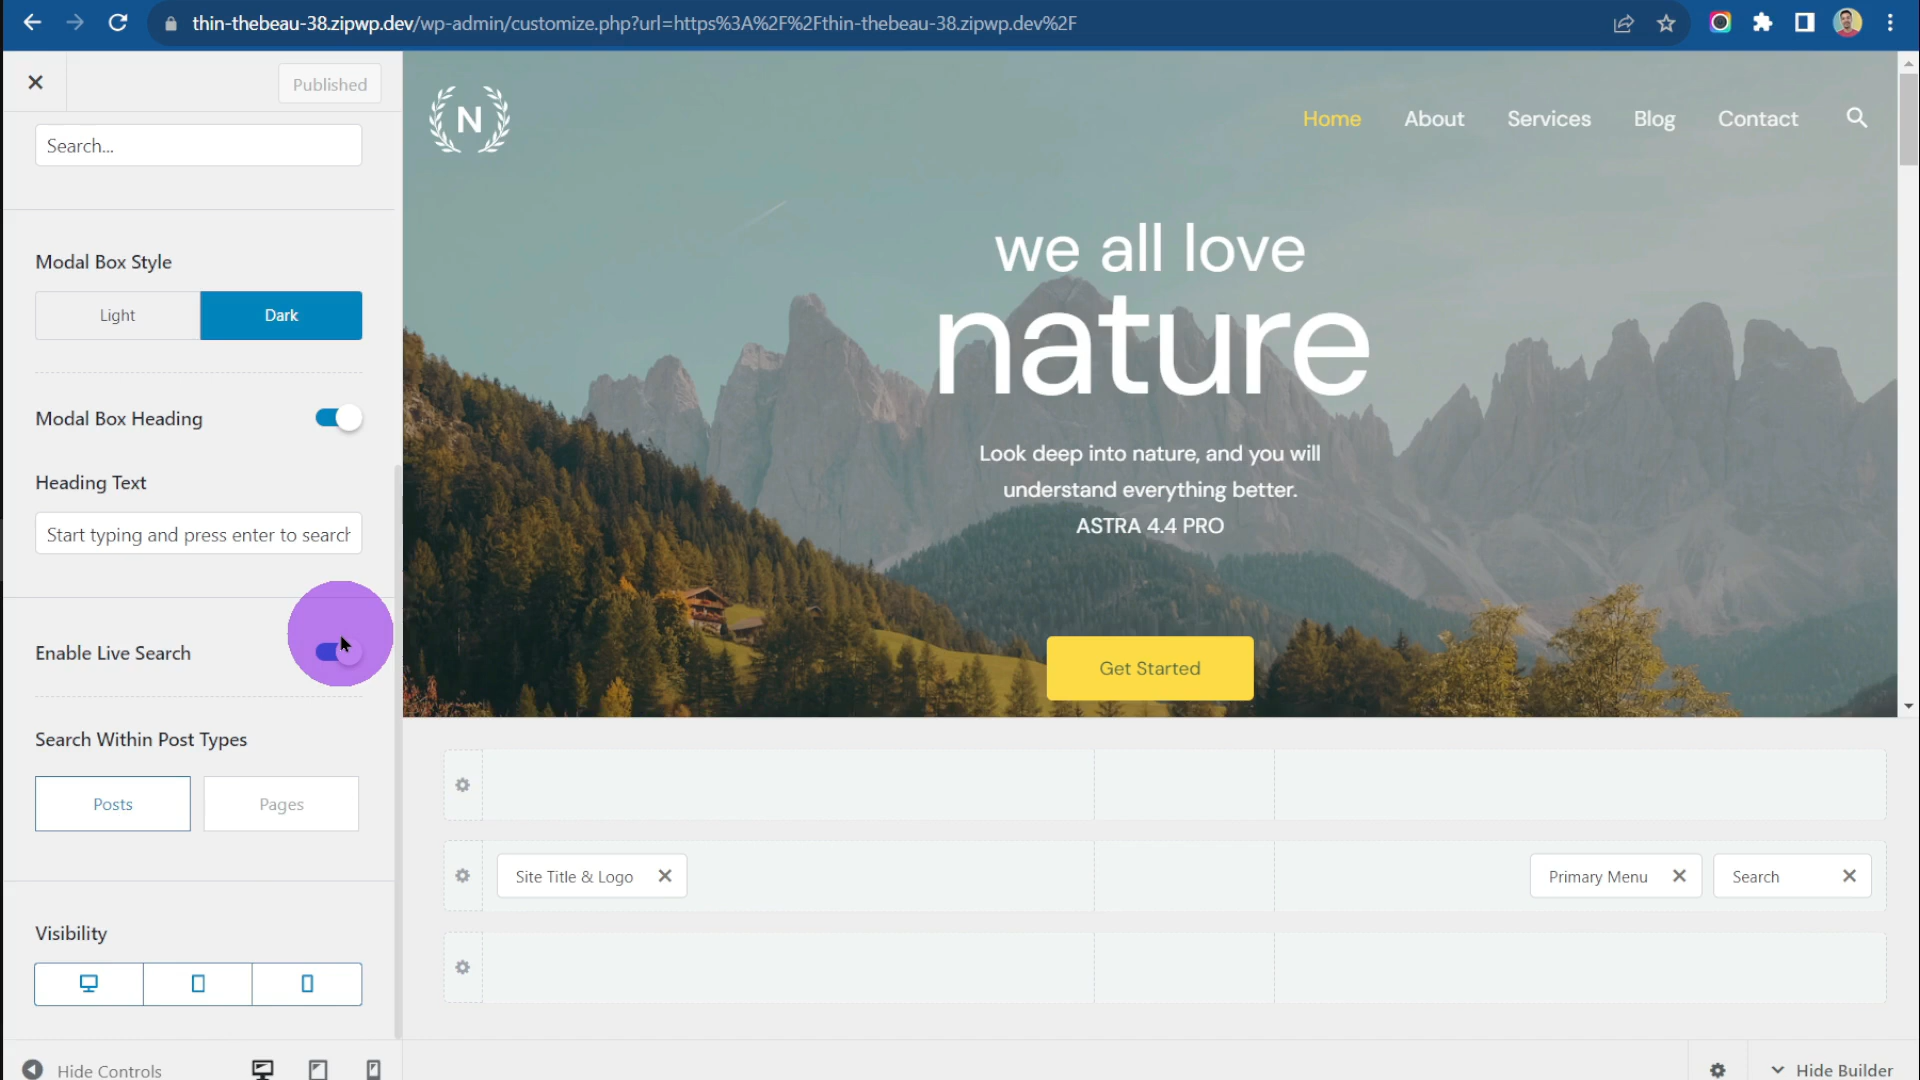 thin-thebeau-38.zipwp.dev/wp-admin/customize.php?url=https%3A%2F%2Fthin-thebeau-38.zipwp.dev%2F
Published
Search...
Modal Box Style
Light
Dark
Modal Box Heading
Heading Text
Start typing and press enter to search
Enable Live Search
Search Within Post Types
Posts
Pages
Visibility
Hide Controls
N
Home
About
Services
Blog
Contact
we all love
nature
Look deep into nature, and you will
understand everything better.
ASTRA 4.4 PRO
Get Started
Site Title & Logo
Primary Menu
Search
Hide Builder